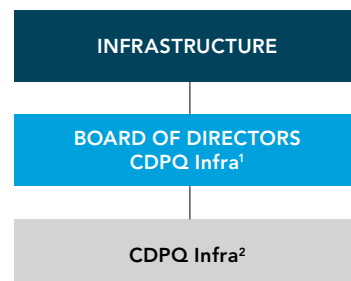 INFRASTRUCTURE
BOARD OF DIRECTORS
CDPQ Infra¹
CDPQ Infra²